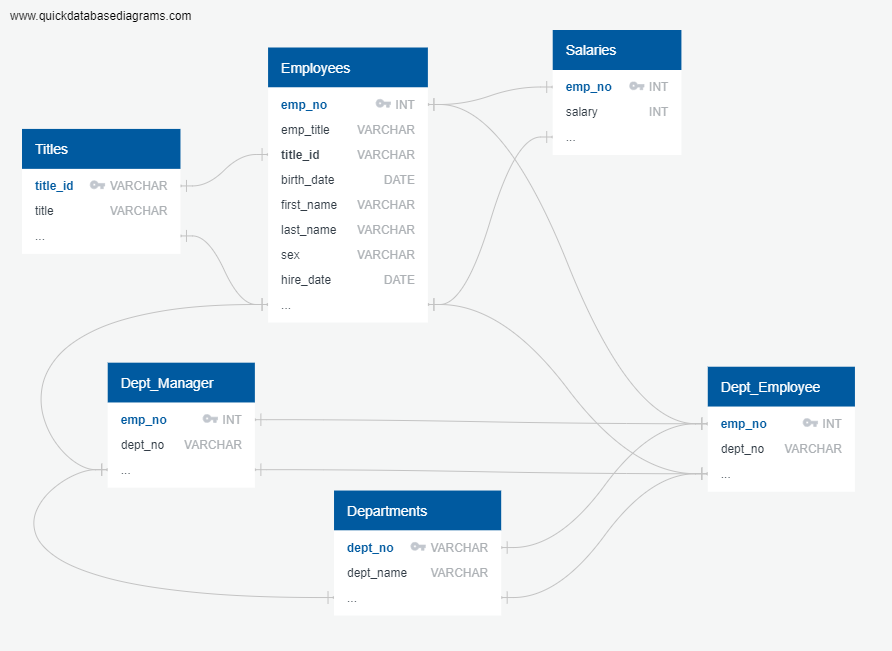 www.quickdatabasediagrams.com
Employees
emp_no INT
emp_title VARCHAR
title_id VARCHAR
birth_date DATE
first_name VARCHAR
last_name VARCHAR
sex VARCHAR
hire_date DATE
...
Salaries
emp_no INT
salary INT
...
Titles
title_id VARCHAR
title VARCHAR
...
Dept_Manager
emp_no INT
dept_no VARCHAR
...
Dept_Employee
emp_no INT
dept_no VARCHAR
...
Departments
dept_no VARCHAR
dept_name VARCHAR
...